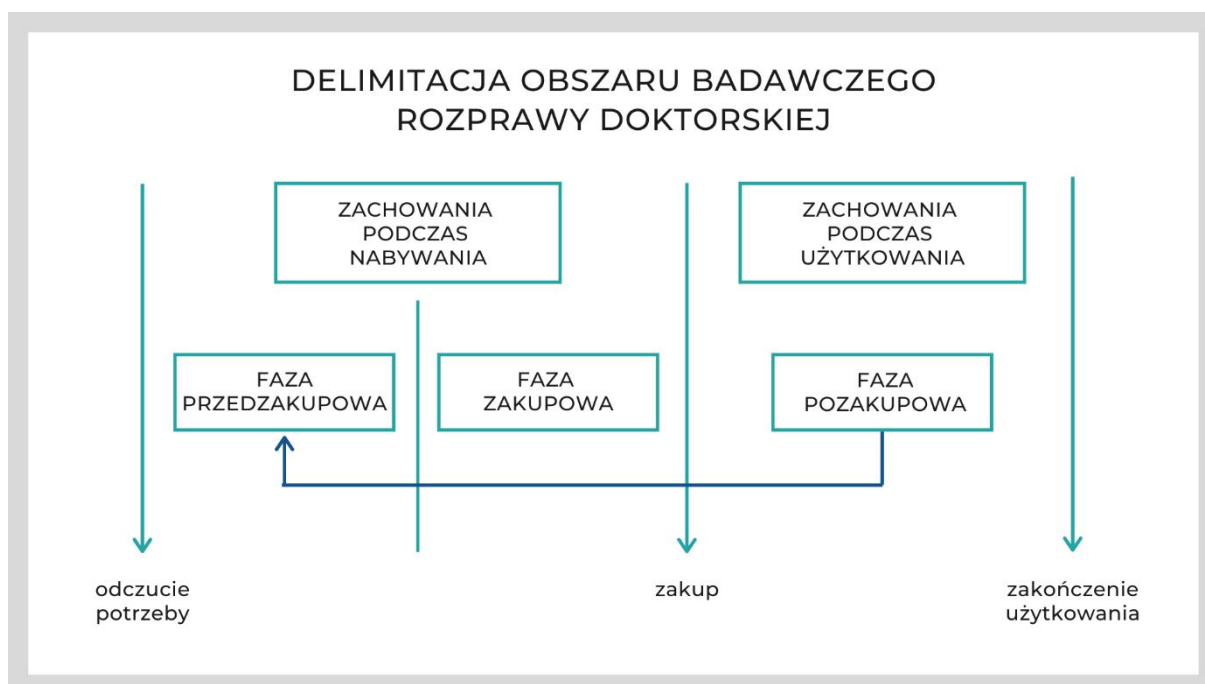 DELIMITACJA OBSZARU BADAWCZEGO
ROZPRAWY DOKTORSKIEJ
ZACHOWANIA
PODCZAS
NABYWANIA
ZACHOWANIA
PODCZAS
UŻYTKOWANIA
FAZA
PRZEDZAKUPOWA
FAZA
ZAKUPOWA
FAZA
POZAKUPOWA
odczucie
potrzeby
zakup
zakończenie
użytkowania